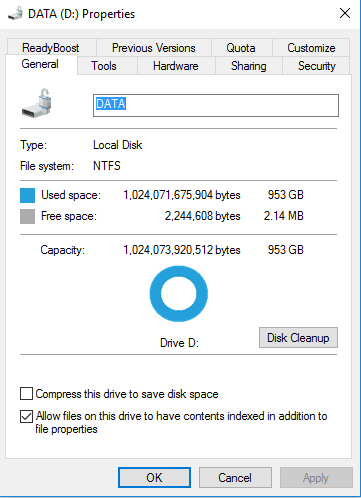 DATA (D:) Properties
ReadyBoost Previous Versions Quota Customize
General Tools Hardware Sharing Security
DATA
Type: Local Disk
File system: NTFS
Used space: 1,024,071,675,904 bytes 953 GB
Free space: 2,244,608 bytes 2.14 MB
Capacity: 1,024,073,920,512 bytes 953 GB
Drive D:
Disk Cleanup
Compress this drive to save disk space
Allow files on this drive to have contents indexed in addition to
file properties
OK Cancel Apply